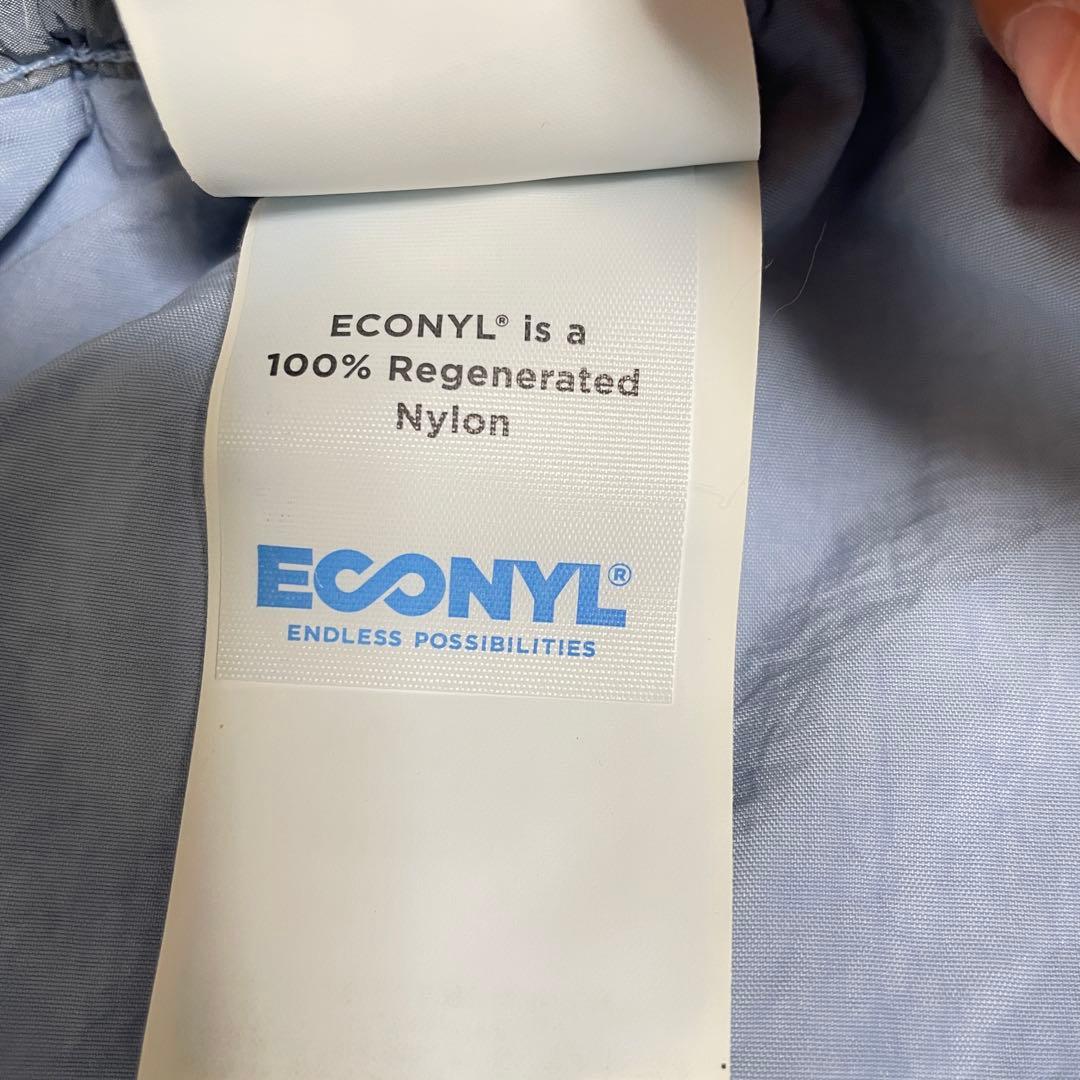 ECONYL® is a
100% Regenerated
Nylon
ECONYL®
ENDLESS POSSIBILITIES